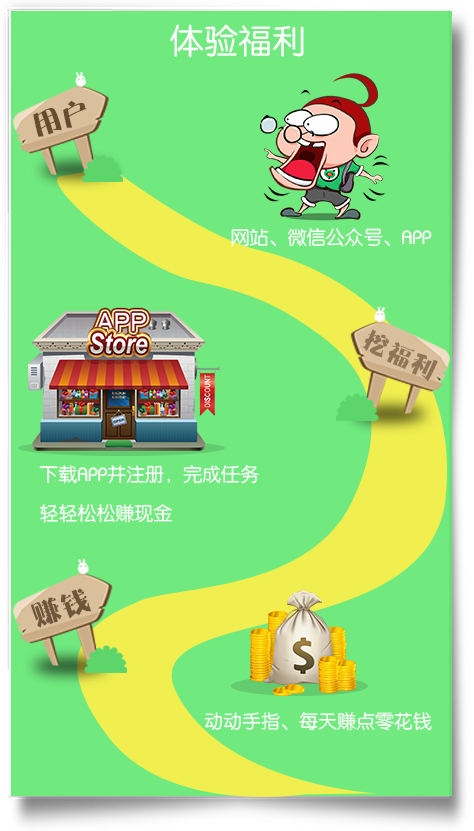 体验福利
用户
网站、微信公众号、APP
APP
Store
挖福利
DISCOUNT
OPEN
下载APP并注册，完成任务
轻轻松松赚现金
赚钱
$
动动手指、每天赚点零花钱